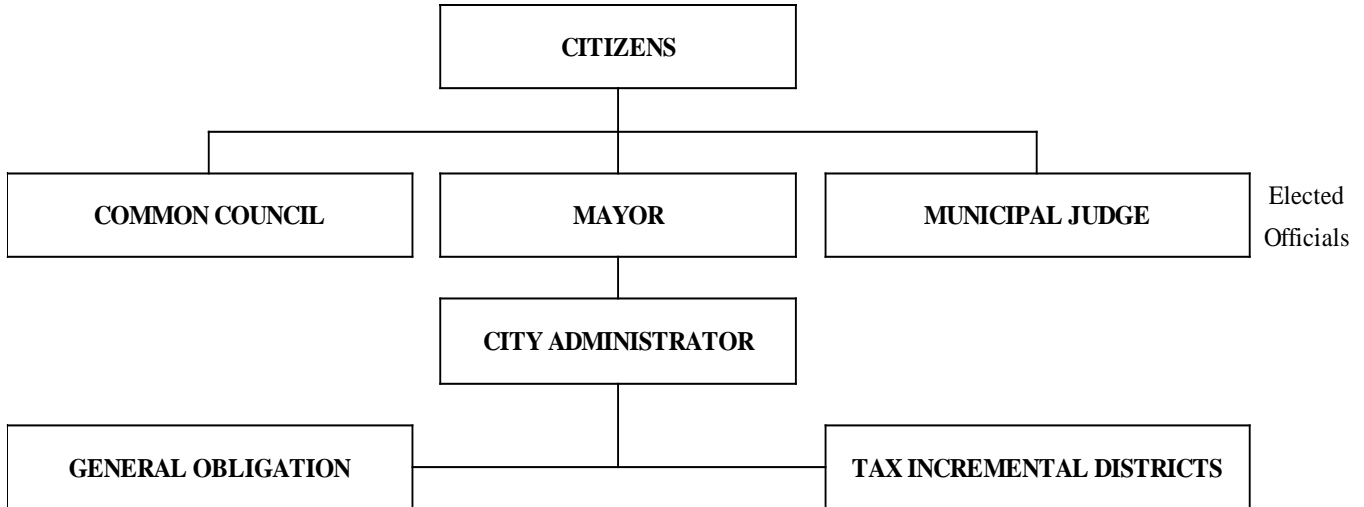 CITIZENS
COMMON COUNCIL
MAYOR
MUNICIPAL JUDGE
Elected
Officials
CITY ADMINISTRATOR
GENERAL OBLIGATION
TAX INCREMENTAL DISTRICTS